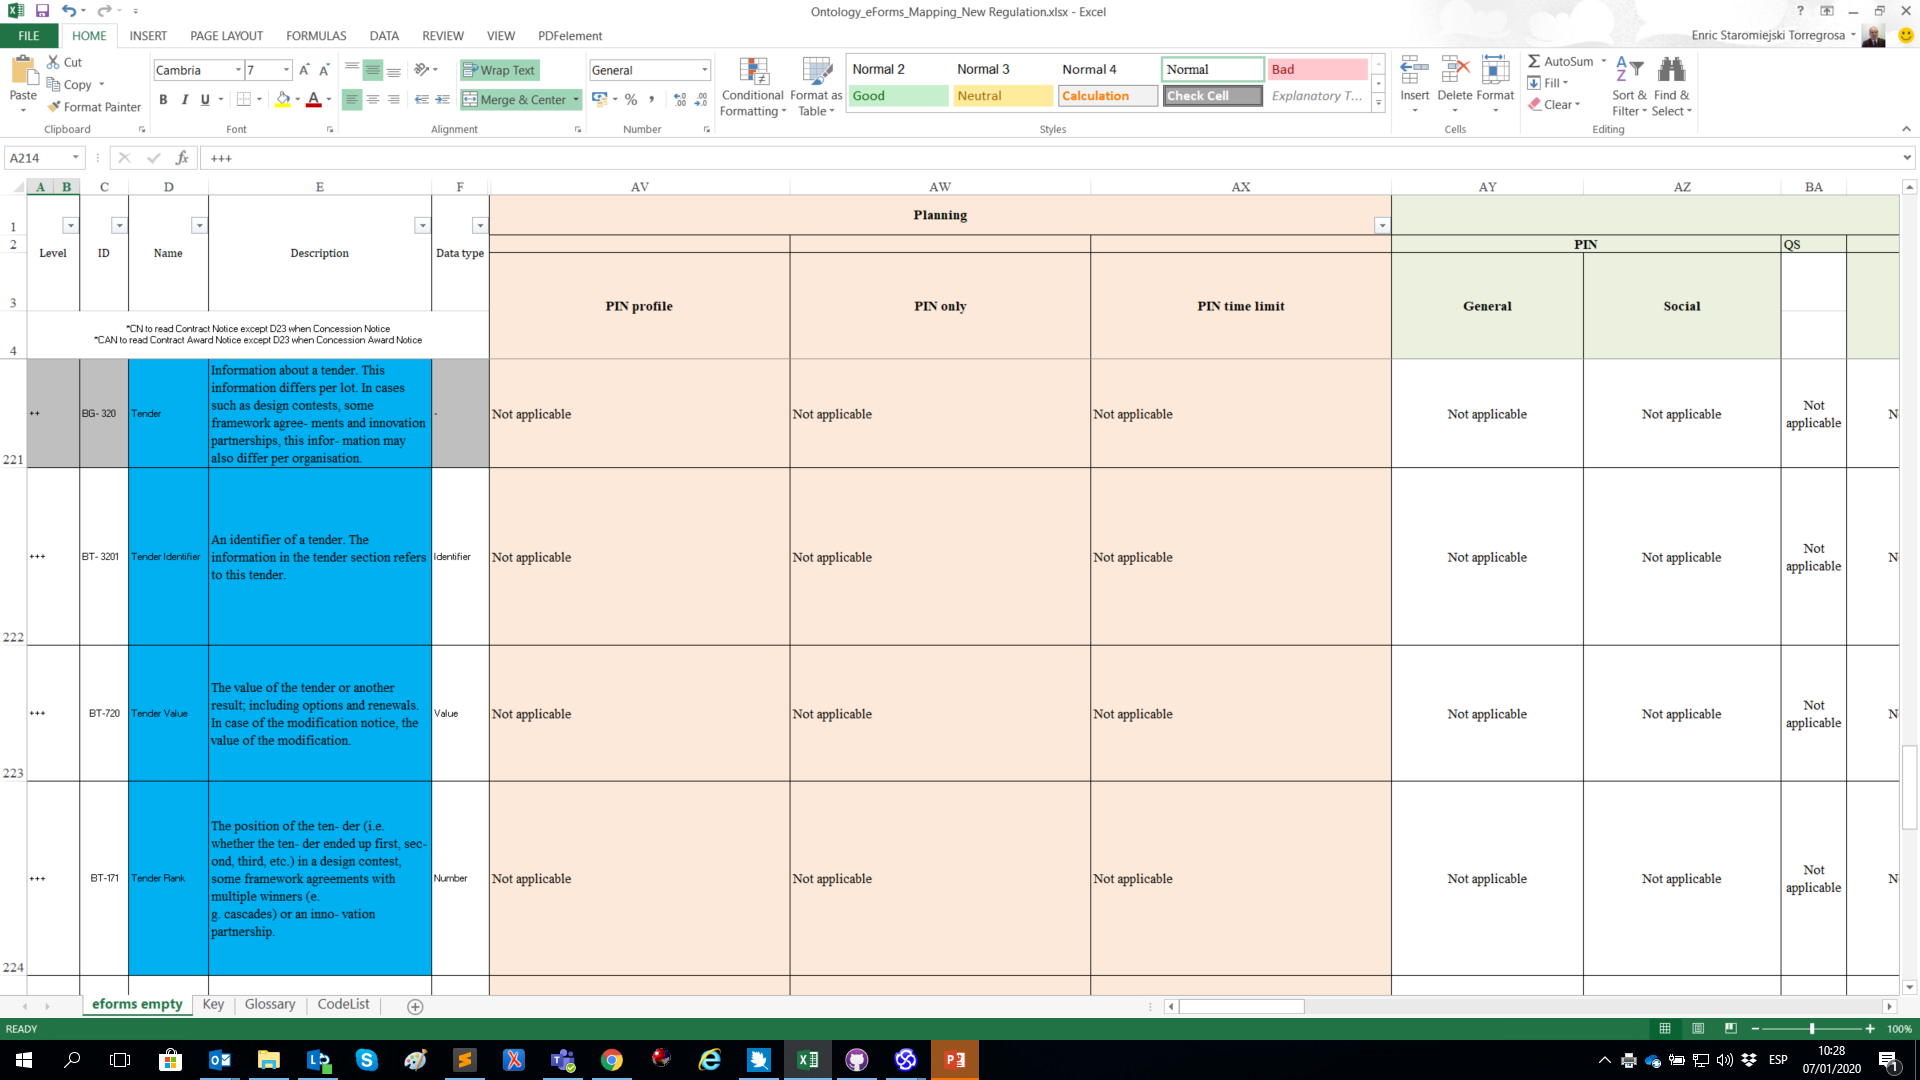 Ontology_eForms_Mapping_New Regulation.xlsx - Excel
FILE HOME INSERT PAGE LAYOUT FORMULAS DATA REVIEW VIEW PDFelement
Enric Staromiejski Torregrosa
Paste
Cut
Copy
Format Painter
Clipboard
Cambria 7
B I U
Font
Wrap Text
Merge & Center
Alignment
General
%
Number
Conditional Formatting
Format as Table
Normal 2 Normal 3 Normal 4 Normal Bad
Good Neutral Calculation Check Cell Explanatory T...
Styles
Insert Delete Format
Cells
AutoSum
Fill
Clear
Sort & Filter
Find & Select
Editing
A214 fx +++
A B C D E F AV AW AX AY AZ BA
1 Planning
2 PIN QS
Level ID Name Description Data type
3 PIN profile PIN only PIN time limit General Social
*CN to read Contract Notice except D23 when Concession Notice
*CAN to read Contract Award Notice except D23 when Concession Award Notice
4
++ BG- 320 Tender
Information about a tender. This
information differs per lot. In cases
such as design contests, some
framework agree- ments and innovation
partnerships, this infor- mation may
also differ per organisation.
- Not applicable Not applicable Not applicable Not applicable Not applicable Not applicable
221
+++ BT- 3201 Tender Identifier
An identifier of a tender. The
information in the tender section refers
to this tender.
Identifier Not applicable Not applicable Not applicable Not applicable Not applicable Not applicable
222
+++ BT-720 Tender Value
The value of the tender or another
result; including options and renewals.
In case of the modification notice, the
value of the modification.
Value Not applicable Not applicable Not applicable Not applicable Not applicable Not applicable
223
+++ BT-171 Tender Rank
The position of the ten- der (i.e.
whether the ten- der ended up first, sec-
ond, third, etc.) in a design contest,
some framework agreements with
multiple winners (e.
g. cascades) or an inno- vation
partnership.
Number Not applicable Not applicable Not applicable Not applicable Not applicable Not applicable
224
eforms empty Key Glossary CodeList
READY 100%
ESP 10:28
07/01/2020
1